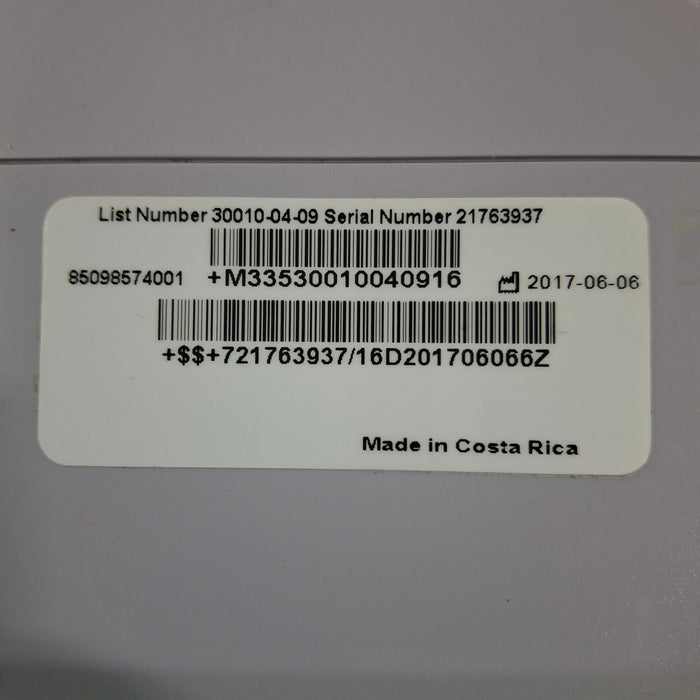 List Number 30010-04-09 Serial Number 21763937
85098574001 +M33530010040916 2017-06-06
+$$+721763937/16D201706066Z
Made in Costa Rica